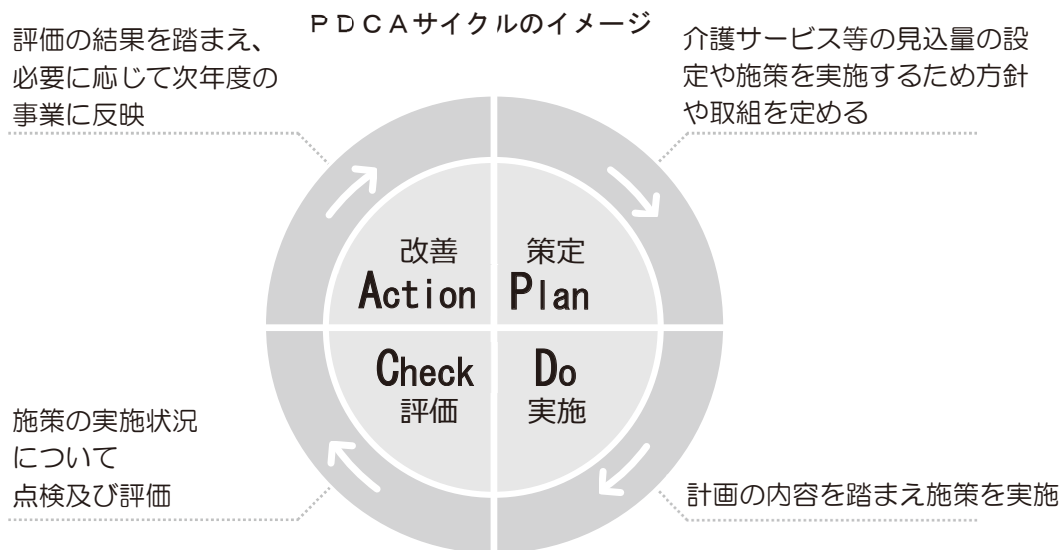 PDCAサイクルのイメージ
評価の結果を踏まえ、
必要に応じて次年度の
事業に反映
介護サービス等の見込量の設
定や施策を実施するため方針
や取組を定める
改善
Action
策定
Plan
Check
評価
Do
実施
施策の実施状況
について
点検及び評価
計画の内容を踏まえ施策を実施